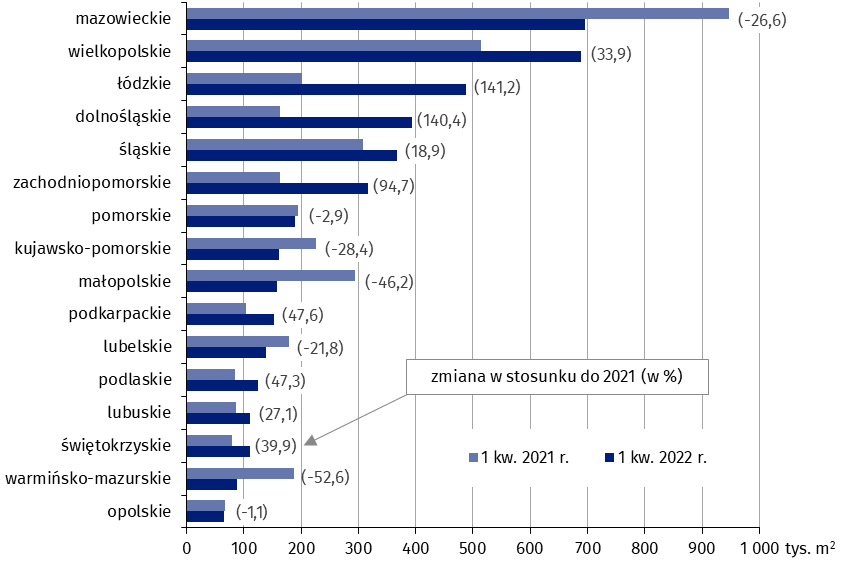 mazowieckie (-26,6)
wielkopolskie (33,9)
łódzkie (141,2)
dolnośląskie (140,4)
śląskie (18,9)
zachodniopomorskie (94,7)
pomorskie (-2,9)
kujawsko-pomorskie (-28,4)
małopolskie (-46,2)
podkarpackie (47,6)
lubelskie (-21,8)
podlaskie (47,3)
zmiana w stosunku do 2021 (w %)
lubuskie (27,1)
świętokrzyskie (39,9)
1 kw. 2021 r. 1 kw. 2022 r.
warmińsko-mazurskie (-52,6)
opolskie (-1,1)
0 100 200 300 400 500 600 700 800 900 1 000 tys. m²